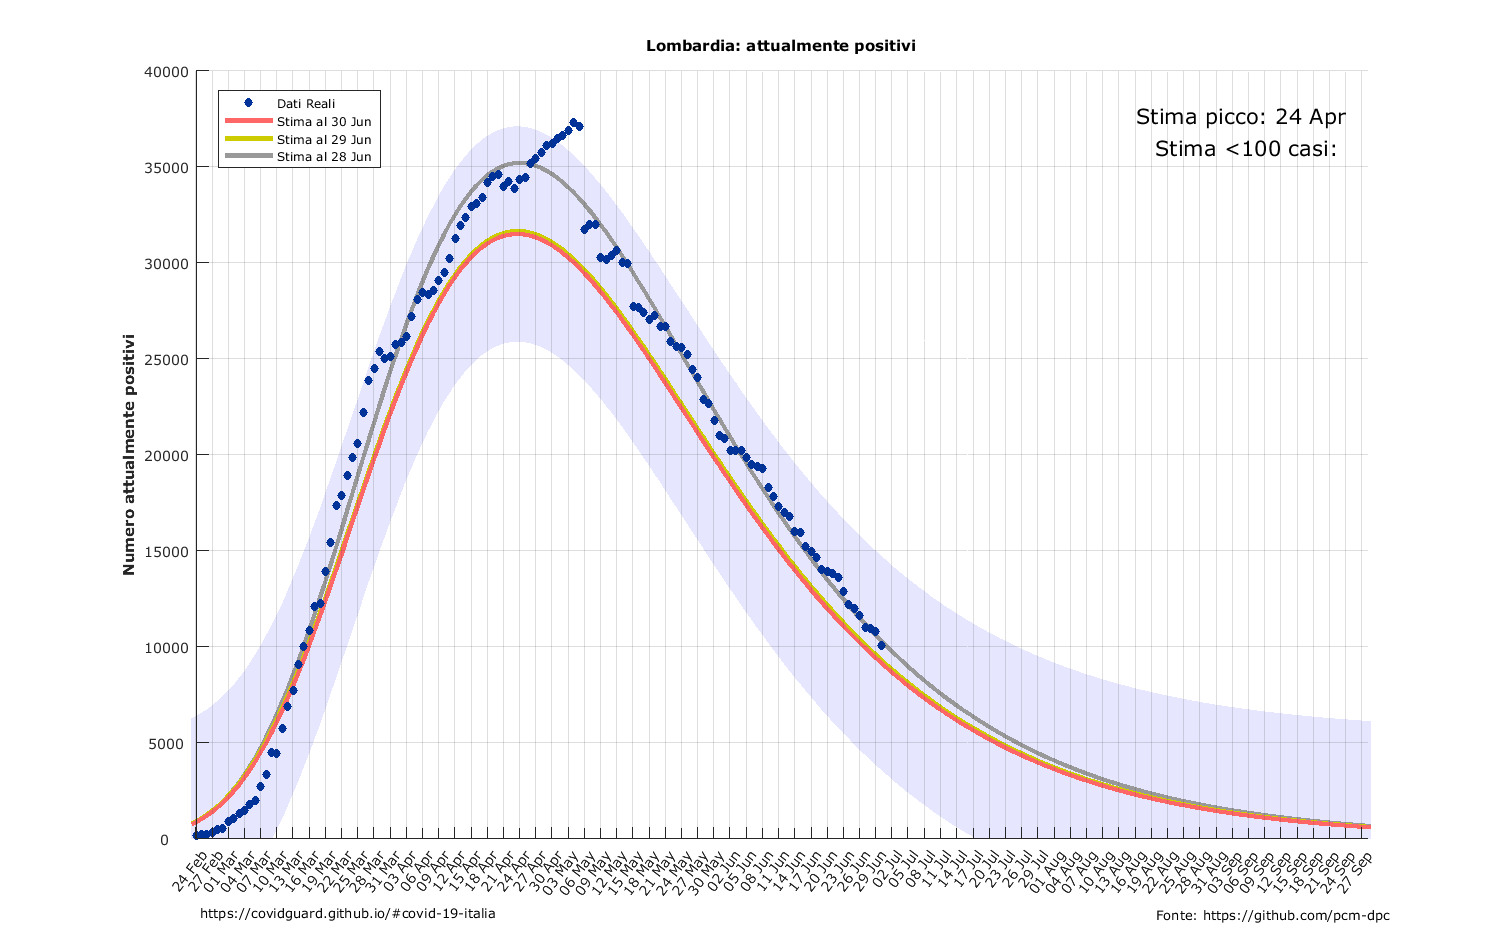 Lombardia: attualmente positivi
40000
35000
30000
25000
20000
15000
10000
5000
0
Numero attualmente positivi
Dati Reali
Stima al 30 Jun
Stima al 29 Jun
Stima al 28 Jun
Stima picco: 24 Apr
Stima <100 casi:
24 Feb
27 Feb
01 Mar
04 Mar
07 Mar
10 Mar
13 Mar
16 Mar
19 Mar
22 Mar
25 Mar
28 Mar
31 Mar
03 Apr
06 Apr
09 Apr
12 Apr
15 Apr
18 Apr
21 Apr
24 Apr
27 Apr
30 Apr
03 May
06 May
09 May
12 May
15 May
18 May
21 May
24 May
27 May
30 May
02 Jun
05 Jun
08 Jun
11 Jun
14 Jun
17 Jun
20 Jun
23 Jun
26 Jun
29 Jun
02 Jul
05 Jul
08 Jul
11 Jul
14 Jul
17 Jul
20 Jul
23 Jul
26 Jul
29 Jul
01 Aug
04 Aug
07 Aug
10 Aug
13 Aug
16 Aug
19 Aug
22 Aug
25 Aug
28 Aug
31 Aug
03 Sep
06 Sep
09 Sep
12 Sep
15 Sep
18 Sep
21 Sep
24 Sep
27 Sep
https://covidguard.github.io/#covid-19-italia
Fonte: https://github.com/pcm-dpc